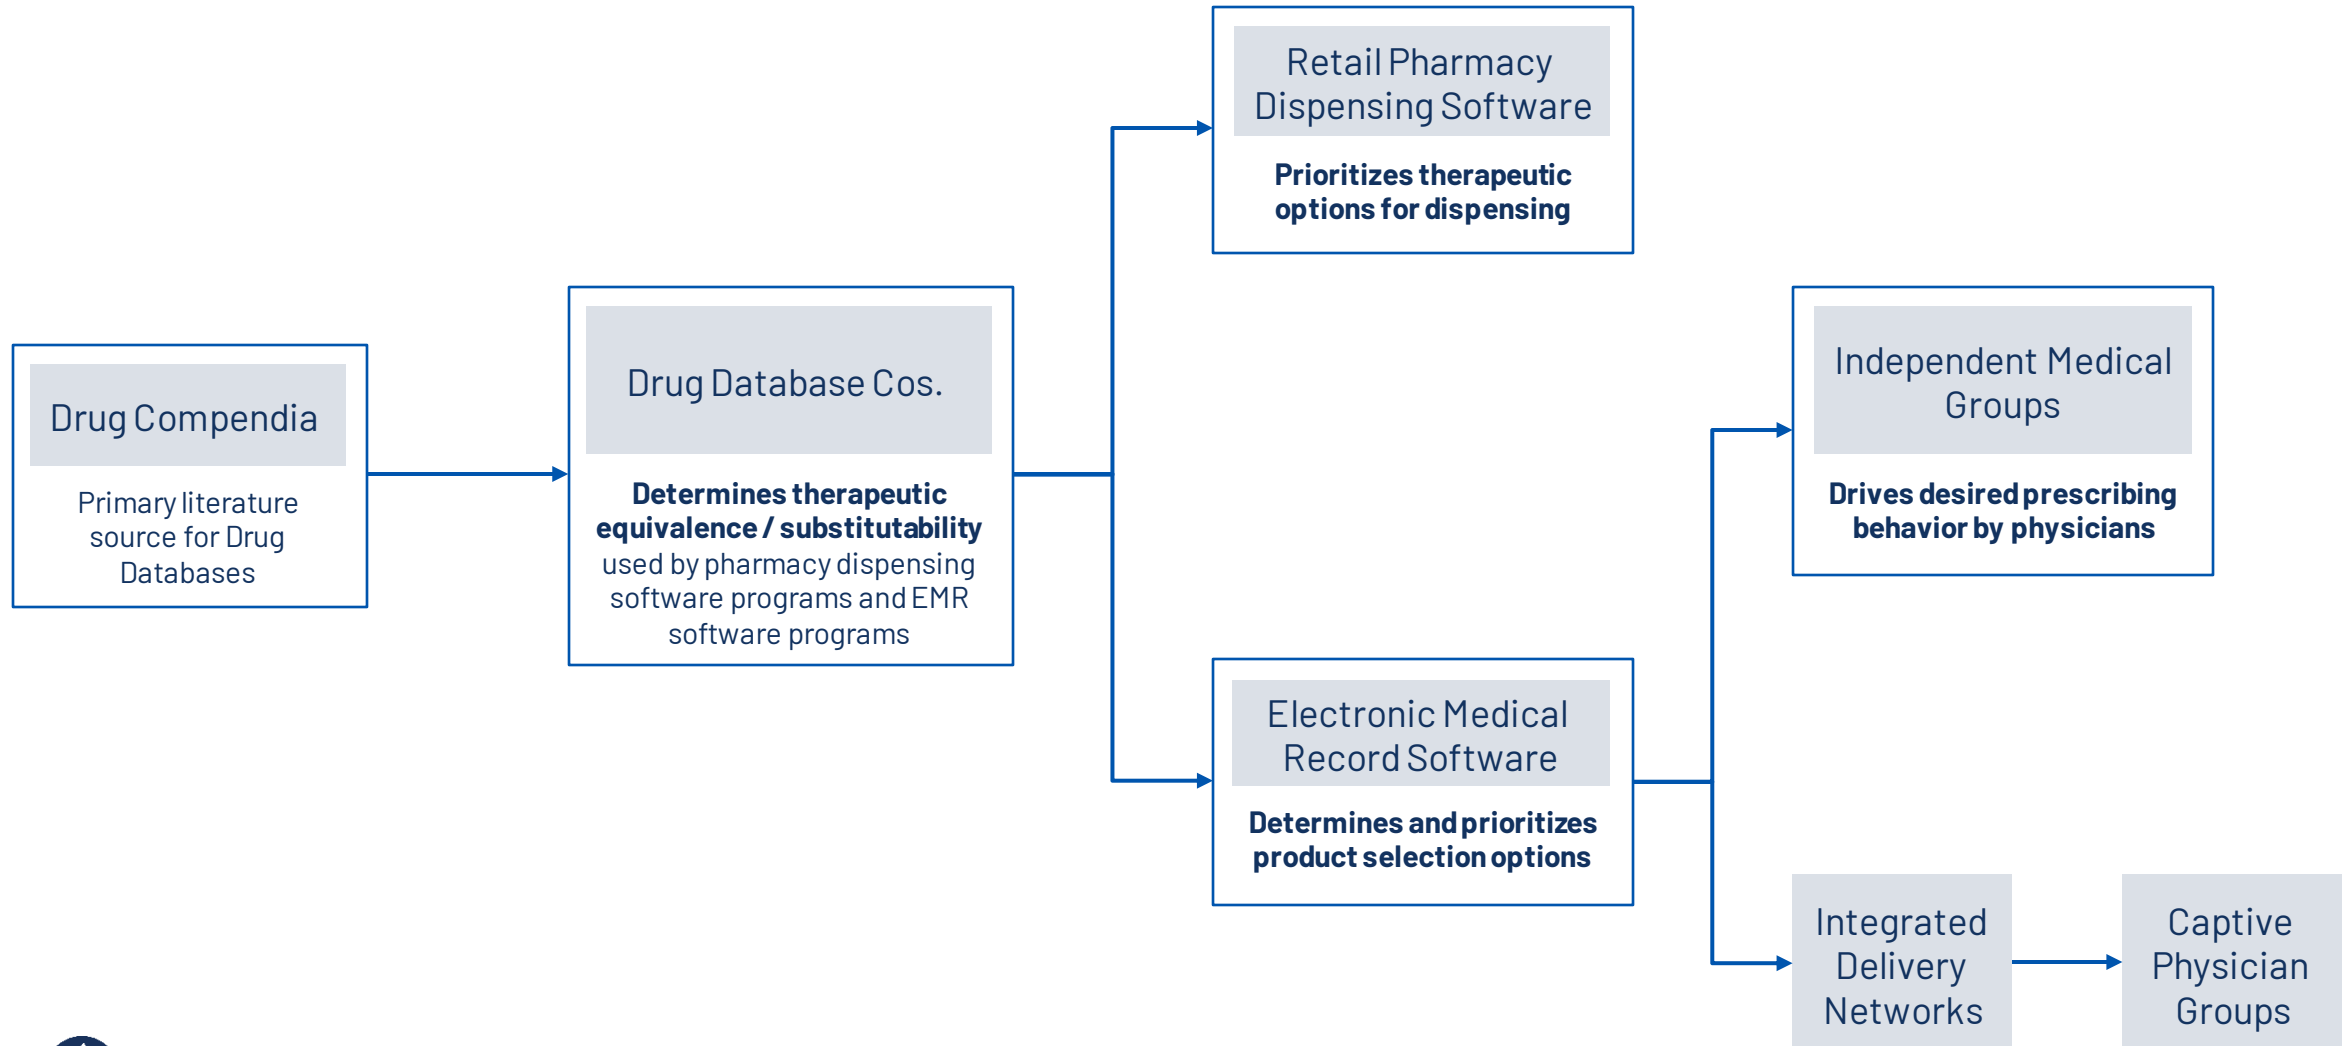 Drug Compendia
Primary literature
source for Drug
Databases
Drug Database Cos.
Determines therapeutic
equivalence / substitutability
used by pharmacy dispensing
software programs and EMR
software programs
Retail Pharmacy
Dispensing Software
Prioritizes therapeutic
options for dispensing
Electronic Medical
Record Software
Determines and prioritizes
product selection options
Independent Medical
Groups
Drives desired prescribing
behavior by physicians
Integrated
Delivery
Networks
Captive
Physician
Groups